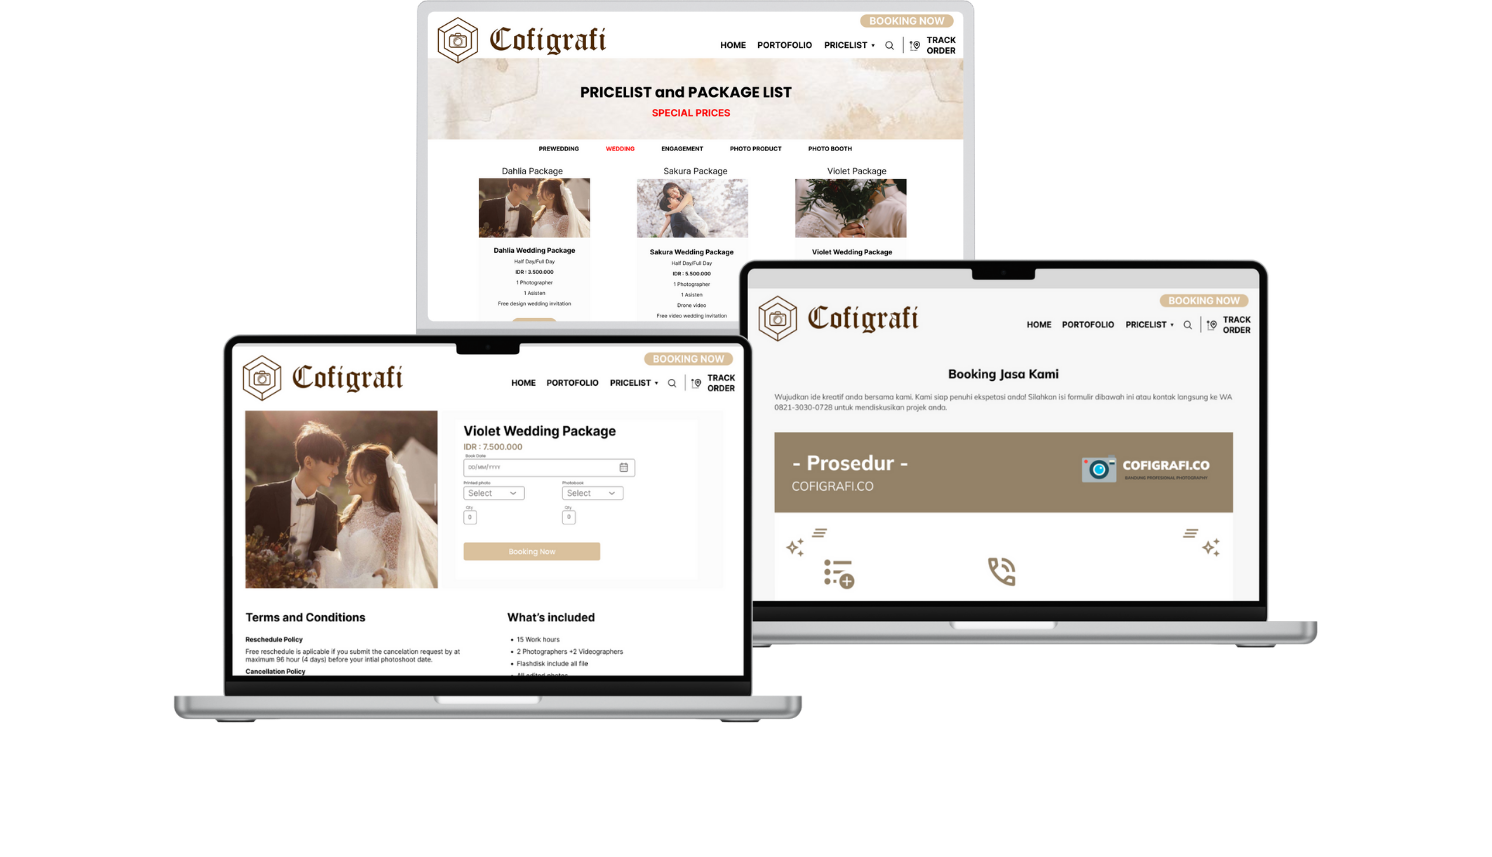 BOOKING NOW
Cofigrafi
HOME PORTOFOLIO PRICELIST
TRACK
ORDER
PRICELIST and PACKAGE LIST
SPECIAL PRICES
PREWEDDING WEDDING ENGAGEMENT PHOTO PRODUCT PHOTO BOOTH
Dahlia Package
Dahlia Wedding Package
Half Day/Full Day
IDR : 3.500.000
1 Photographer
1 Asisten
Free design wedding invitation
Sakura Package
Sakura Wedding Package
Half Day/Full Day
IDR : 5.500.000
1 Photographer
1 Asisten
Drone video
Free video wedding invitation
Violet Package
Violet Wedding Package
BOOKING NOW
Cofigrafi
HOME PORTOFOLIO PRICELIST
TRACK
ORDER
Violet Wedding Package
IDR : 7.500.000
Book Date
DD/MM/YYYY
Printed photo Photobook
Select Select
Qty Qty
0 0
Booking Now
Terms and Conditions
Reschedule Policy
Free reschedule is aplicable if you submit the cancelation request by at
maximum 96 hour (4 days) before your intial photoshoot date.
Cancellation Policy
What's included
• 15 Work hours
• 2 Photographers +2 Videographers
• Flashdisk include all file
• All edited photos
BOOKING NOW
Cofigrafi
HOME PORTOFOLIO PRICELIST
TRACK
ORDER
Booking Jasa Kami
Wujudkan ide kreatif anda bersama kami. Kami siap penuhi ekspetasi anda! Silahkan isi formulir dibawah ini atau kontak langsung ke WA
0821-3030-0728 untuk mendiskusikan projek anda.
- Prosedur -
COFIGRAFI.CO
COFIGRAFI.CO
BANDUNG PROFESIONAL PHOTOGRAPHY